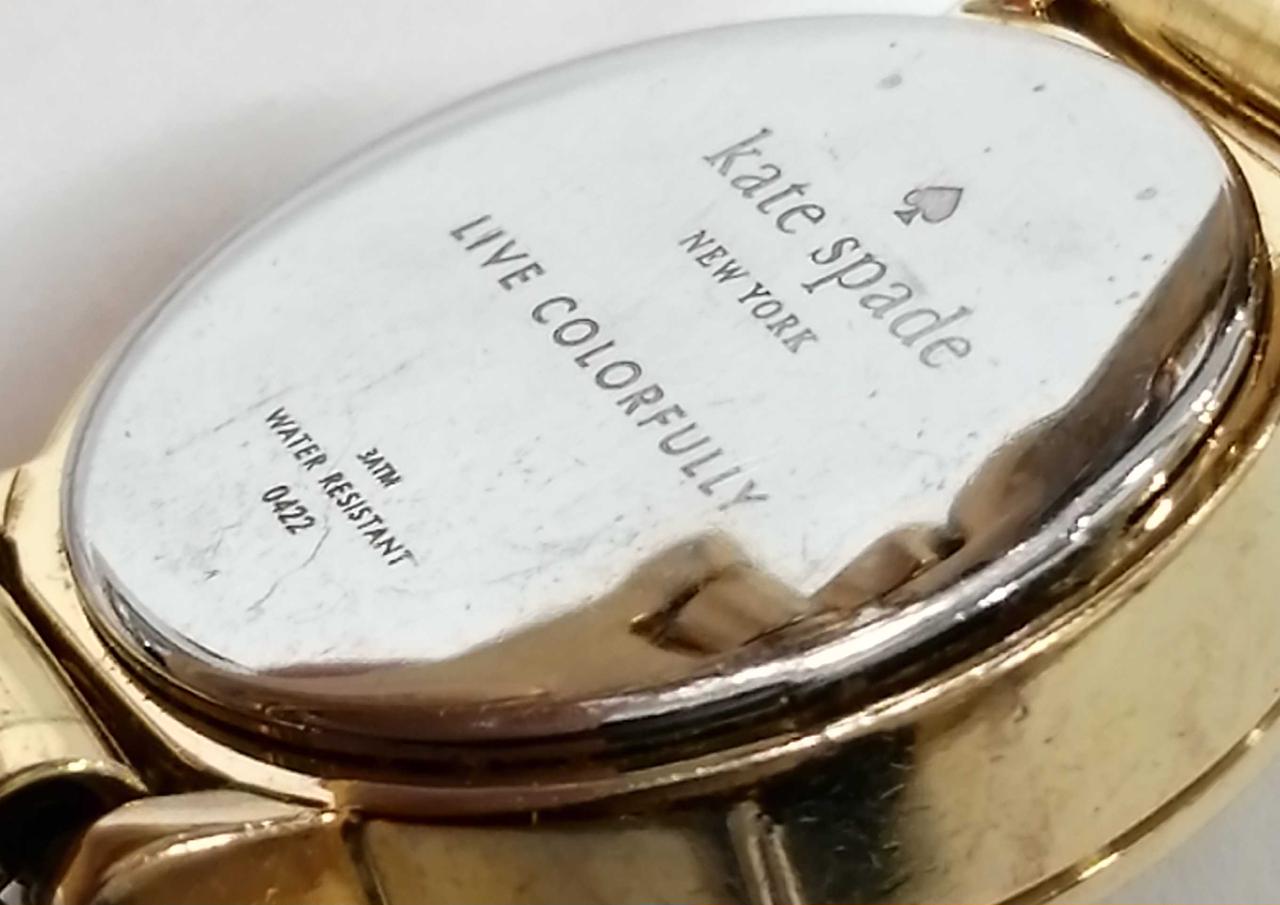 kate spade
NEW YORK
LIVE COLORFULLY
3ATM
WATER RESISTANT
0422